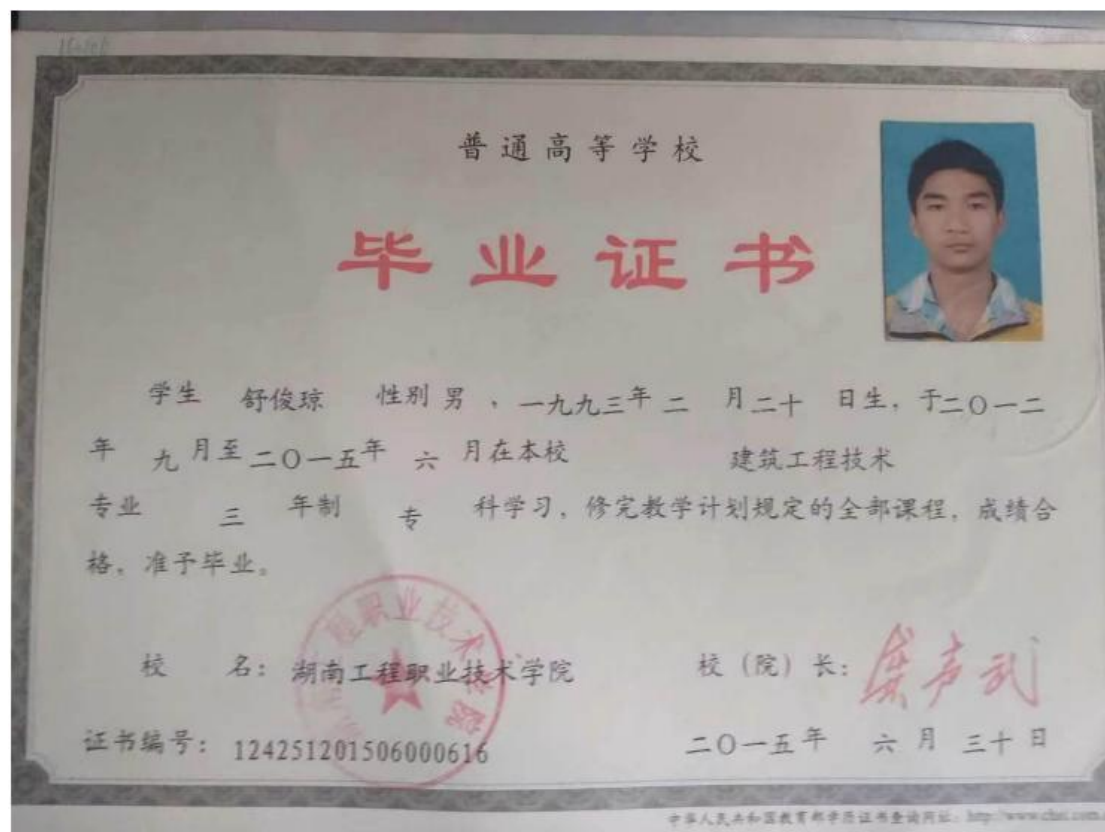 普通高等学校
毕业证书
学生 舒俊琼 性别 男 ,一九九三年 二 月二十 日生,于二〇一二
年 九 月至二〇一五年 六 月在本校 建筑工程技术
专业 三 年制 专 科学习,修完教学计划规定的全部课程,成绩合
格,准予毕业。
校 名:湖南工程职业技术学院
校(院)长:
证书编号:124251201506000616
二〇一五年 六 月 三十 日
中华人民共和国教育部学历证书查询网址:http://www.chsi.com.